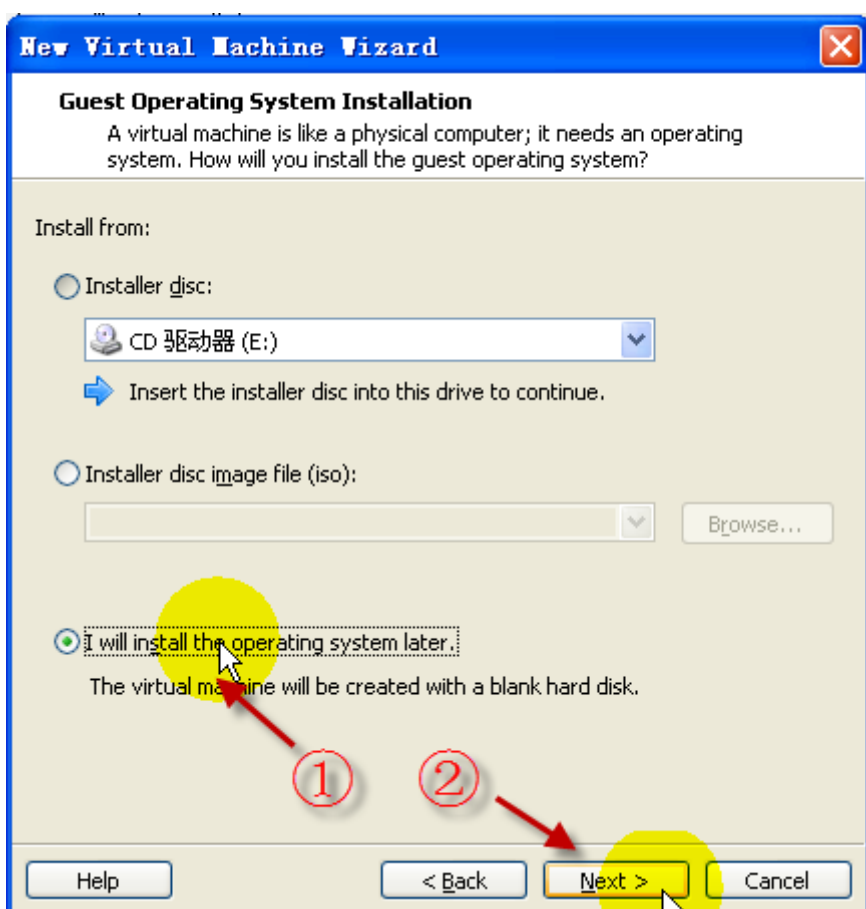 New Virtual Machine Wizard
Guest Operating System Installation
A virtual machine is like a physical computer; it needs an operating
system. How will you install the guest operating system?
Install from:
Installer disc:
CD 驱动器 (E:)
Insert the installer disc into this drive to continue.
Installer disc image file (iso):
Browse...
I will install the operating system later.
The virtual machine will be created with a blank hard disk.
① ②
Help < Back Next > Cancel